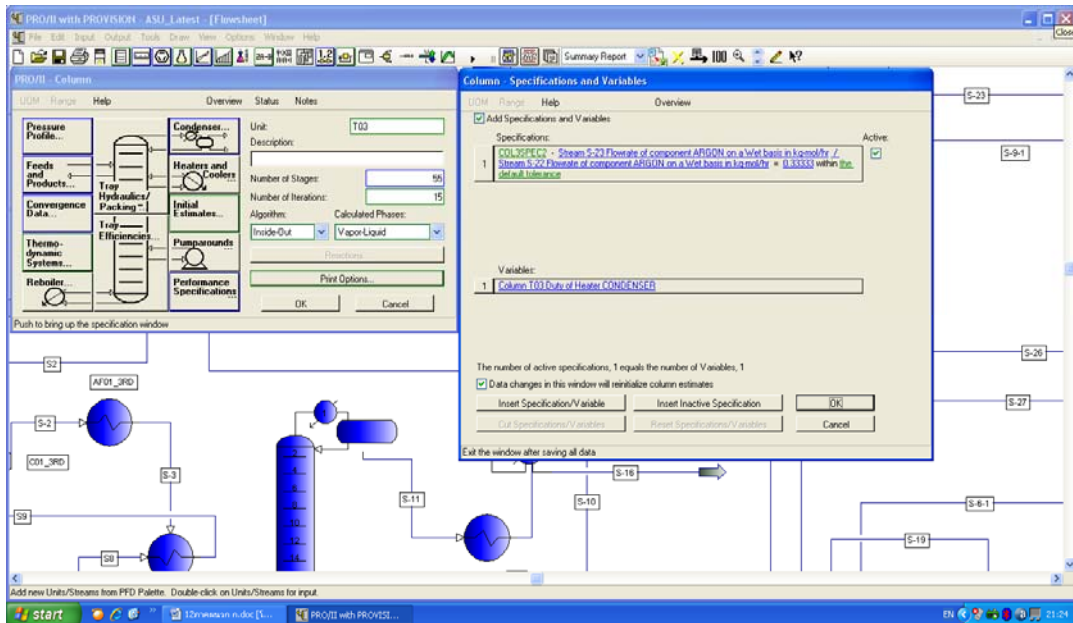 PRO/II with PROVISION - ASU_Latest - [Flowsheet]
Close
File Edit Input Output Tools Draw View Options Window Help
Summary Report
PRO/II - Column
UOM Range Help Overview Status Notes
Pressure Profile...
Feeds and Products...
Convergence Data...
Thermo-dynamic Systems...
Reboiler...
Tray Hydraulics/ Packing
Tray Efficiencies...
Condenser...
Heaters and Coolers
Initial Estimates...
Pumparounds
Performance Specifications
Unit: T03
Description:
Number of Stages: 55
Number of Iterations: 15
Algorithm: Calculated Phases:
Inside-Out Vapor-Liquid
Reactions
Print Options...
OK Cancel
Push to bring up the specification window
Column - Specifications and Variables
UOM Range Help Overview
Add Specifications and Variables
Specifications: Active:
1 COL3SPEC2 - Stream S-23 Flowrate of component ARGON on a Wet basis in kg-mol/hr /
Stream S-22 Flowrate of component ARGON on a Wet basis in kg-mol/hr = 0.33333 within the
default tolerance
Variables:
1 Column T03 Duty of Heater CONDENSER
The number of active specifications, 1 equals the number of Variables, 1
Data changes in this window will reinitialize column estimates
Insert Specification/Variable Insert Inactive Specification OK
Cut Specifications/Variables Reset Specifications/Variables Cancel
Exit the window after saving all data
S-23
S-9-1
S-26
S-27
S-6-1
S-19
S2
AF01_3RD
S-2
C01_3RD
S-3
S9
S8
1
2
4
6
8
10
12
14
S-11
S-16
S-10
Add new Units/Streams from PFD Palette. Double-click on Units/Streams for input.
start
PRO/II with PROVISI...
EN
21:24